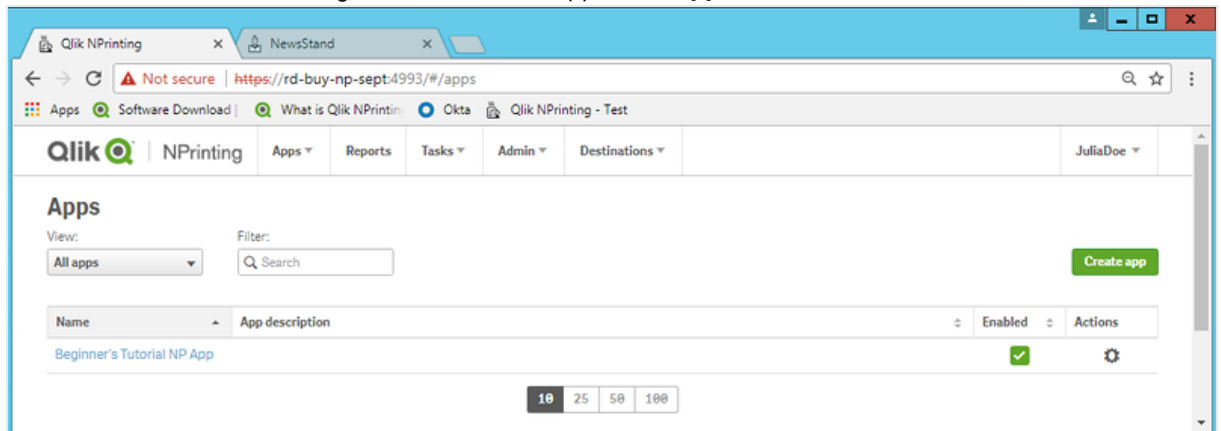 Qlik NPrinting NewsStand
Not secure https://rd-buy-np-sept:4993/#/apps
Apps Software Download | What is Qlik NPrinting Okta Qlik NPrinting - Test
Qlik NPrinting Apps Reports Tasks Admin Destinations JuliaDoe
Apps
View: Filter:
All apps Search Create app
Name App description Enabled Actions
Beginner's Tutorial NP App
10 25 50 100